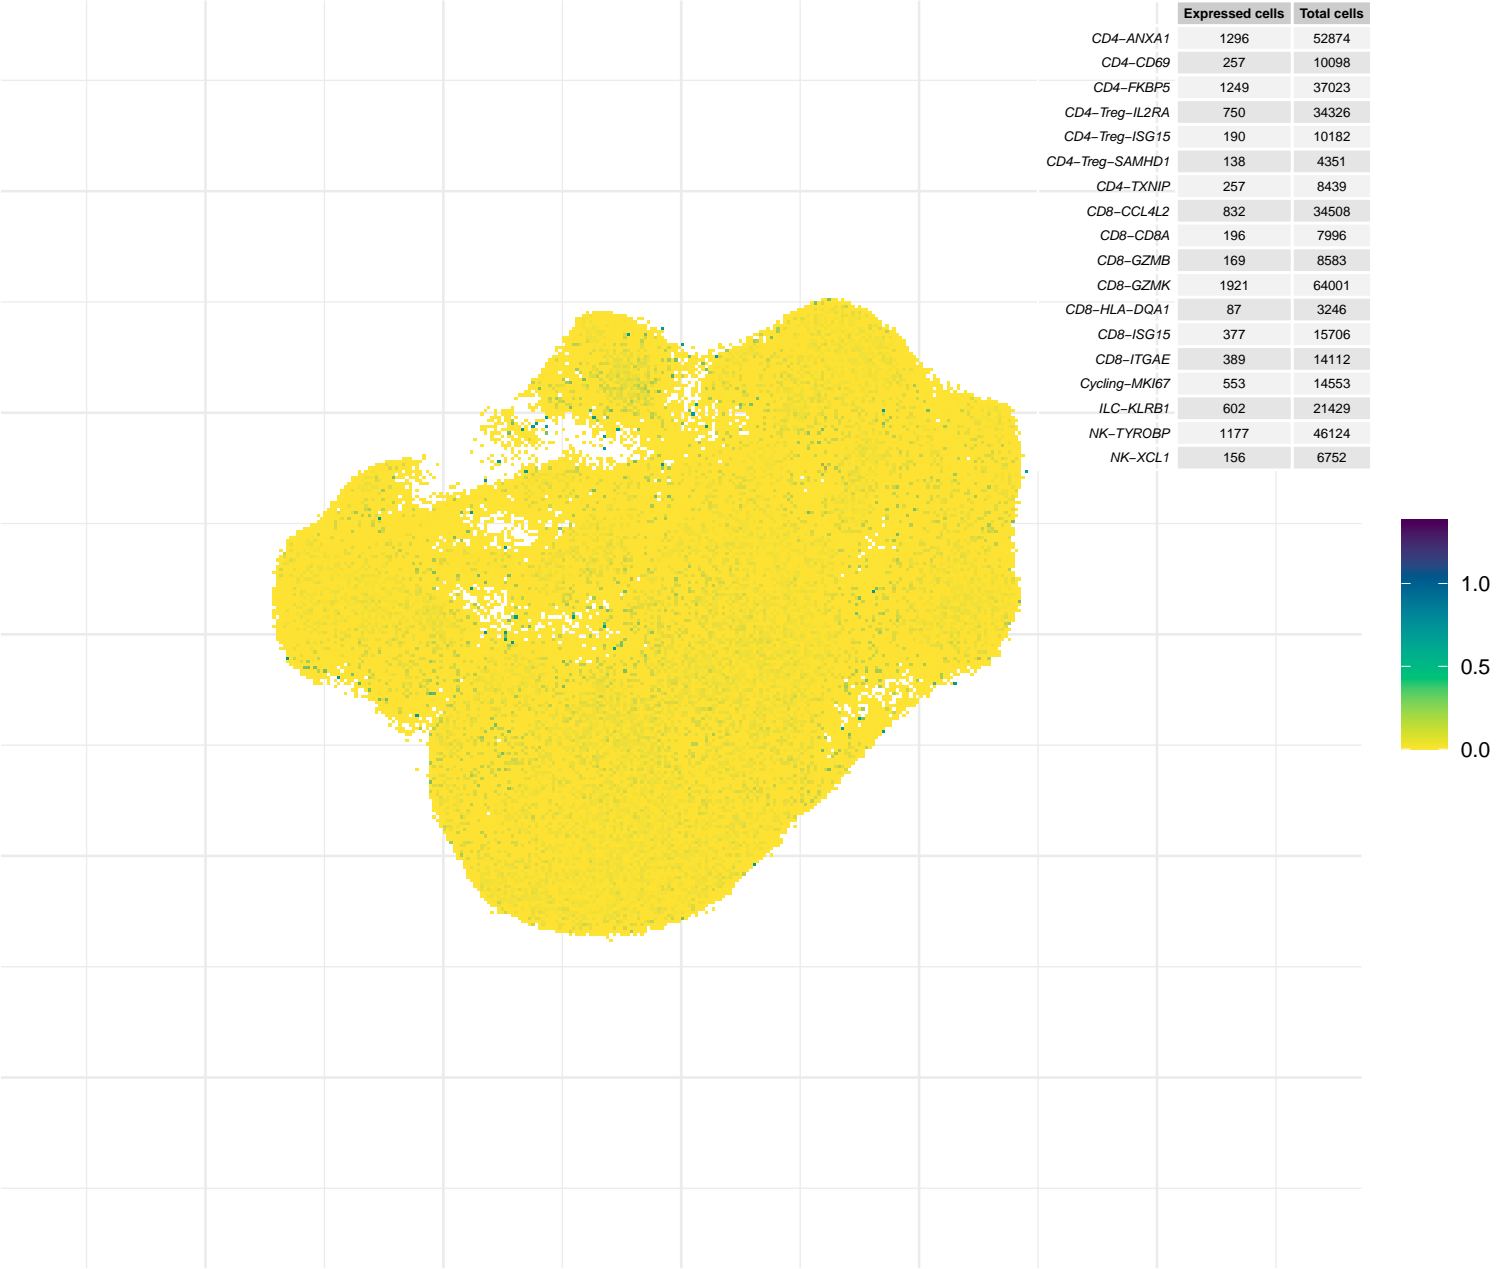 Expressed cells Total cells
CD4−ANXA1 1296 52874
CD4−CD69 257 10098
CD4−FKBP5 1249 37023
CD4−Treg−IL2RA 750 34326
CD4−Treg−ISG15 190 10182
CD4−Treg−SAMHD1 138 4351
CD4−TXNIP 257 8439
CD8−CCL4L2 832 34508
CD8−CD8A 196 7996
CD8−GZMB 169 8583
CD8−GZMK 1921 64001
CD8−HLA−DQA1 87 3246
CD8−ISG15 377 15706
CD8−ITGAE 389 14112
Cycling−MKI67 553 14553
ILC−KLRB1 602 21429
NK−TYROBP 1177 46124
NK−XCL1 156 6752
1.0
0.5
0.0